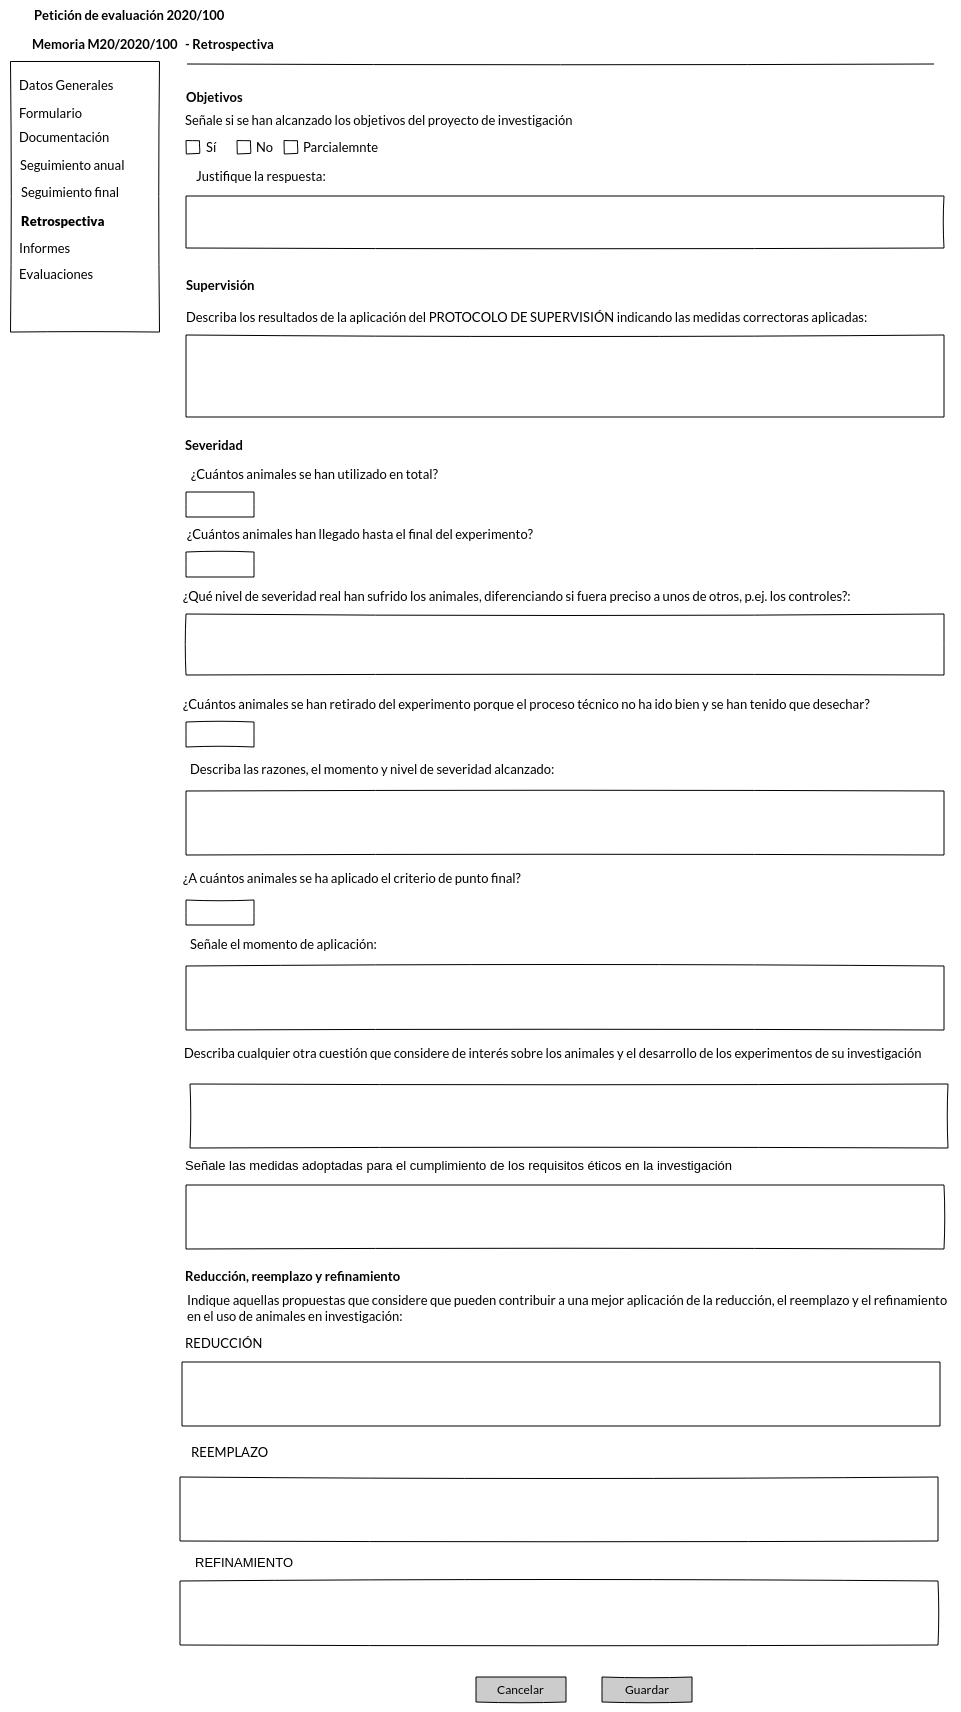 Petición de evaluación 2020/100
Memoria M20/2020/100 - Retrospectiva
Datos Generales
Formulario
Documentación
Seguimiento anual
Seguimiento final
Retrospectiva
Informes
Evaluaciones
Objetivos
Señale si se han alcanzado los objetivos del proyecto de investigación
Sí No Parcialemnte
Justifique la respuesta:
Supervisión
Describa los resultados de la aplicación del PROTOCOLO DE SUPERVISIÓN indicando las medidas correctoras aplicadas:
Severidad
¿Cuántos animales se han utilizado en total?
¿Cuántos animales han llegado hasta el final del experimento?
¿Qué nivel de severidad real han sufrido los animales, diferenciando si fuera preciso a unos de otros, p.ej. los controles?:
¿Cuántos animales se han retirado del experimento porque el proceso técnico no ha ido bien y se han tenido que desechar?
Describa las razones, el momento y nivel de severidad alcanzado:
¿A cuántos animales se ha aplicado el criterio de punto final?
Señale el momento de aplicación:
Describa cualquier otra cuestión que considere de interés sobre los animales y el desarrollo de los experimentos de su investigación
Señale las medidas adoptadas para el cumplimiento de los requisitos éticos en la investigación
Reducción, reemplazo y refinamiento
Indique aquellas propuestas que considere que pueden contribuir a una mejor aplicación de la reducción, el reemplazo y el refinamiento
en el uso de animales en investigación:
REDUCCIÓN
REEMPLAZO
REFINAMIENTO
Cancelar Guardar